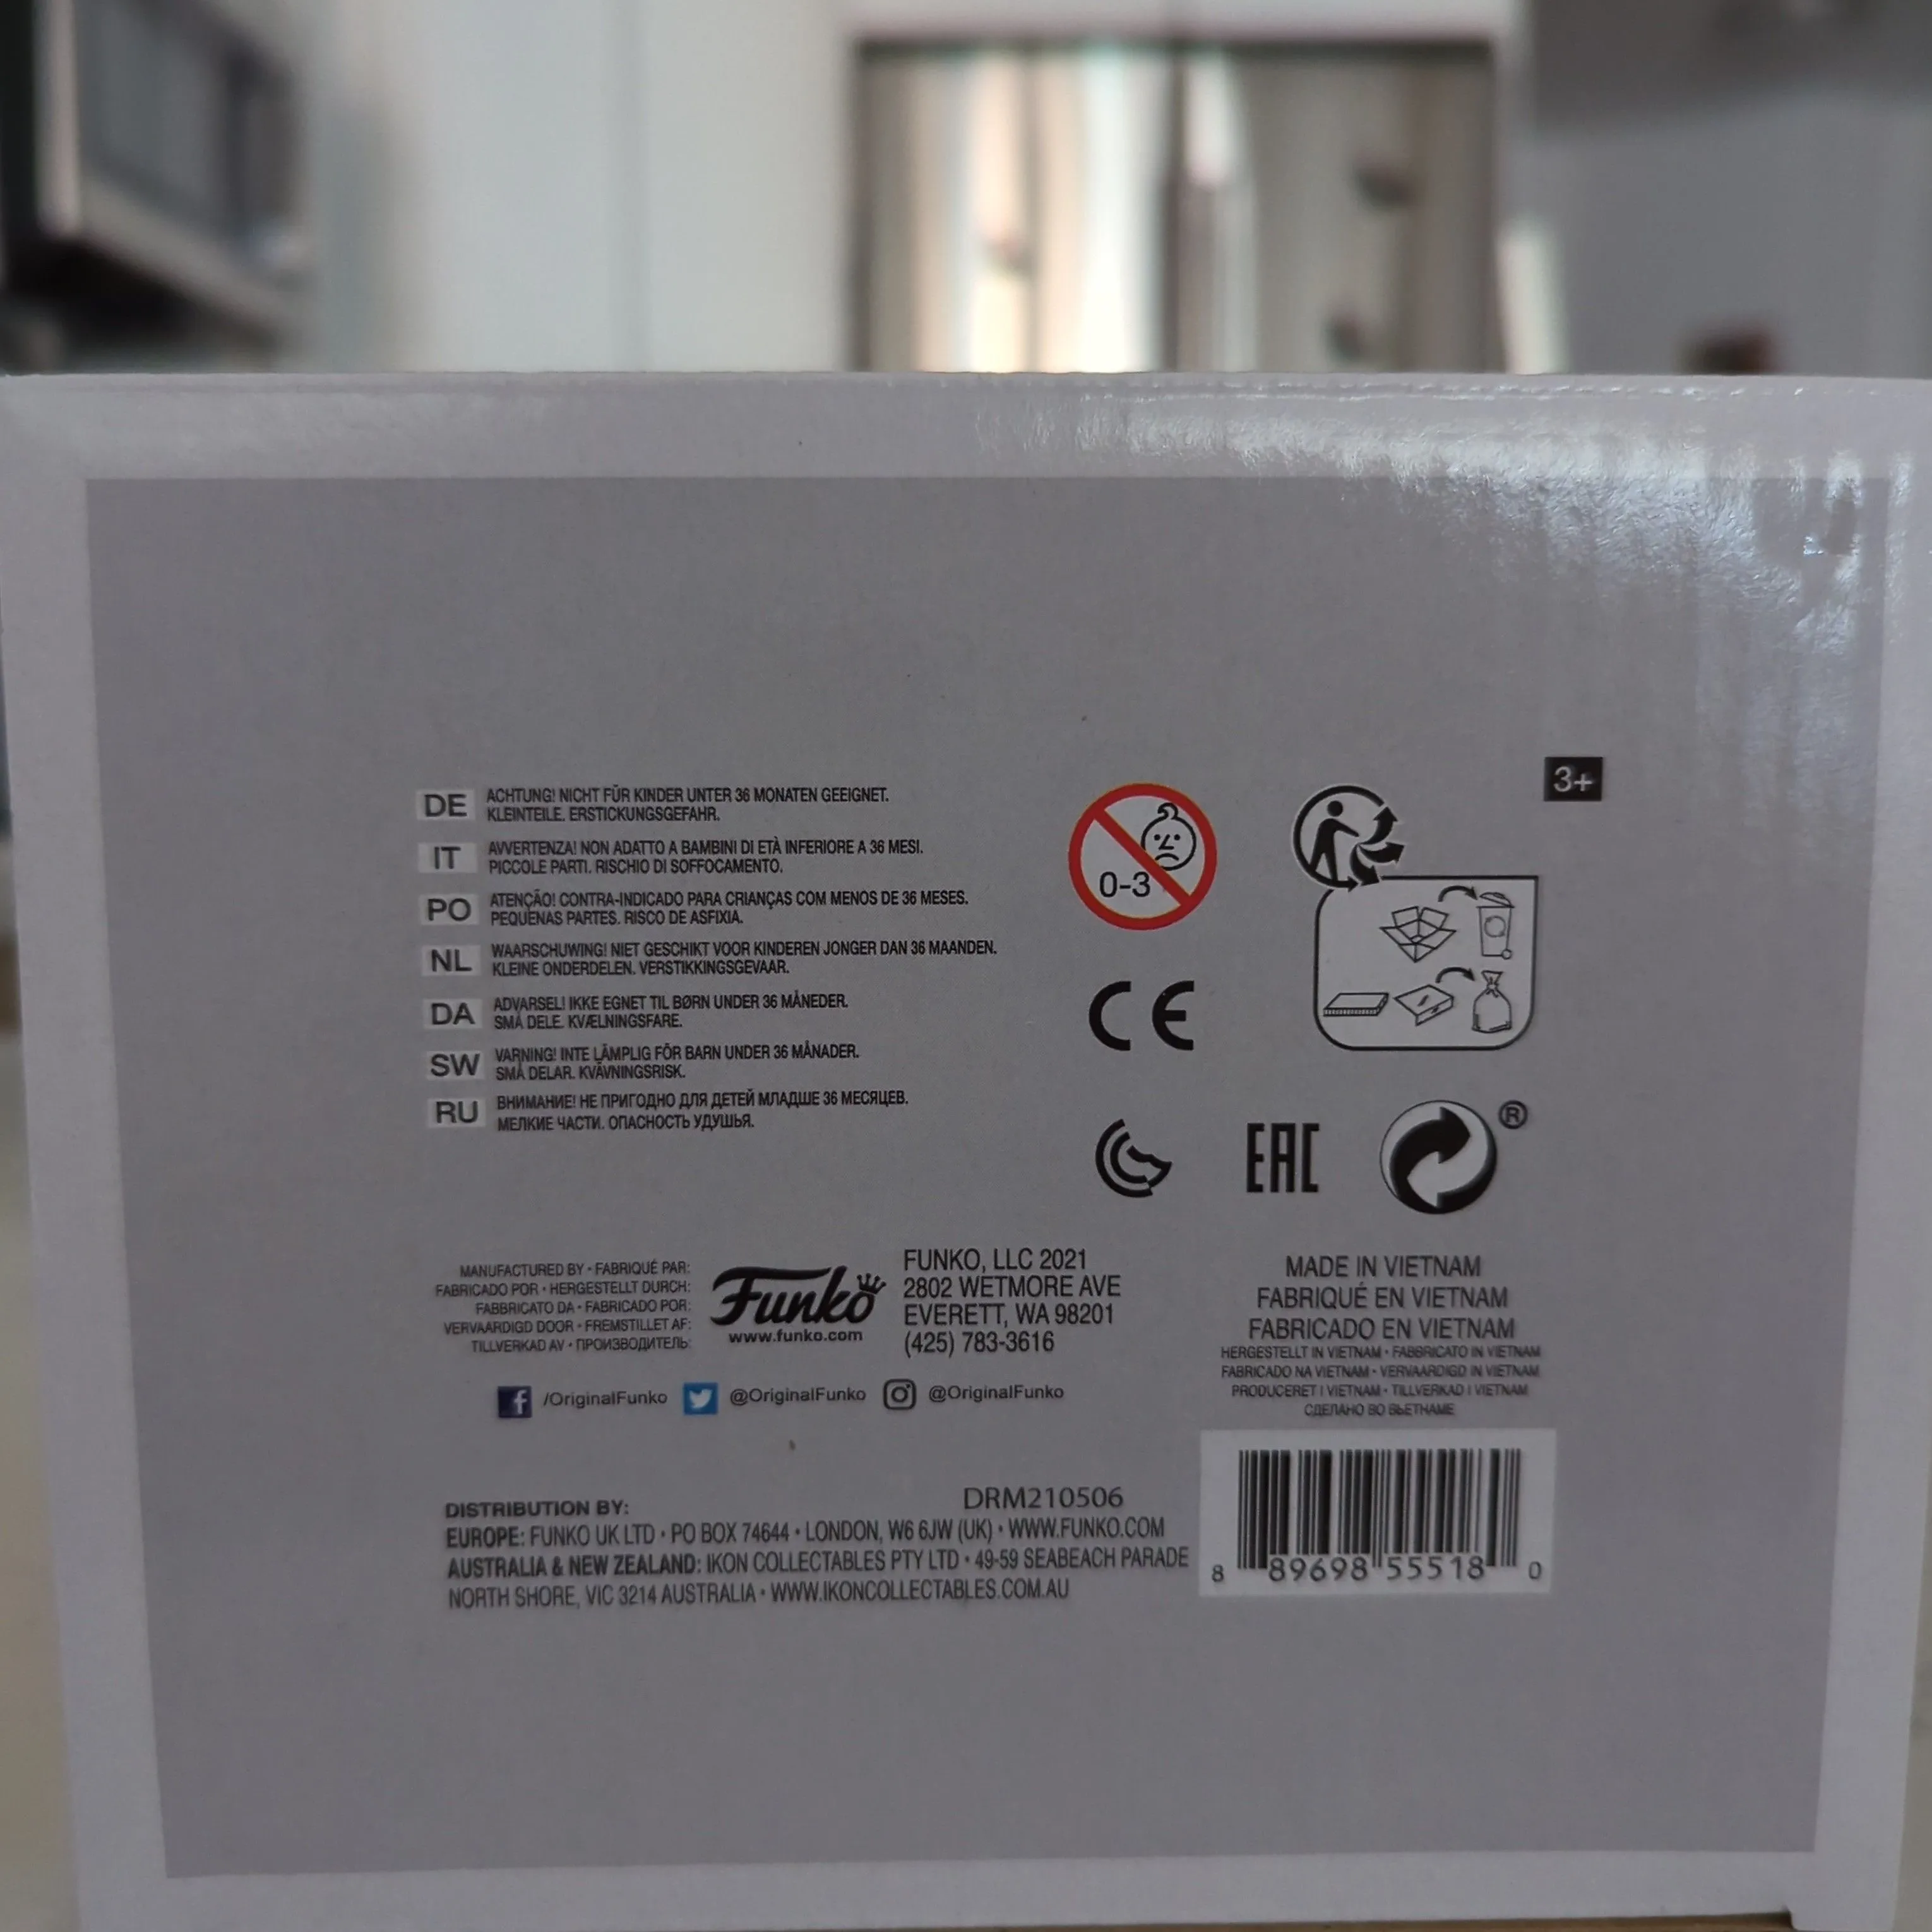 DE ACHTUNG! NICHT FÜR KINDER UNTER 36 MONATEN GEEIGNET.
KLEINTEILE. ERSTICKUNGSGEFAHR.
IT AVVERTENZA! NON ADATTO A BAMBINI DI ETÀ INFERIORE A 36 MESI.
PICCOLE PARTI. RISCHIO DI SOFFOCAMENTO.
PO ATENÇÃO! CONTRA-INDICADO PARA CRIANÇAS COM MENOS DE 36 MESES.
PEQUENAS PARTES. RISCO DE ASFIXIA.
NL WAARSCHUWING! NIET GESCHIKT VOOR KINDEREN JONGER DAN 36 MAANDEN.
KLEINE ONDERDELEN. VERSTIKKINGSGEVAAR.
DA ADVARSEL! IKKE EGNET TIL BØRN UNDER 36 MÅNEDER.
SMÅ DELE. KVÆLNINGSFARE.
SW VARNING! INTE LÄMPLIG FÖR BARN UNDER 36 MÅNADER.
SMÅ DELAR. KVÄVNINGSRISK.
RU ВНИМАНИЕ! НЕ ПРИГОДНО ДЛЯ ДЕТЕЙ МЛАДШЕ 36 МЕСЯЦЕВ.
МЕЛКИЕ ЧАСТИ. ОПАСНОСТЬ УДУШЬЯ.
0-3
3+
CE
EAC
®
MANUFACTURED BY • FABRIQUÉ PAR:
FABRICADO POR • HERGESTELLT DURCH:
FABBRICATO DA • FABRICADO POR:
VERVAARDIGD DOOR • FREMSTILLET AF:
TILLVERKAD AV • ПРОИЗВОДИТЕЛЬ:
Funko
www.funko.com
FUNKO, LLC 2021
2802 WETMORE AVE
EVERETT, WA 98201
(425) 783-3616
/OriginalFunko @OriginalFunko @OriginalFunko
MADE IN VIETNAM
FABRIQUÉ EN VIETNAM
FABRICADO EN VIETNAM
HERGESTELLT IN VIETNAM • FABBRICATO IN VIETNAM
FABRICADO NA VIETNAM • VERVAARDIGD IN VIETNAM
PRODUCERET I VIETNAM • TILLVERKAD I VIETNAM
СДЕЛАНО ВО ВЬЕТНАМЕ
DRM210506
DISTRIBUTION BY:
EUROPE: FUNKO UK LTD • PO BOX 74644 • LONDON, W6 6JW (UK) • WWW.FUNKO.COM
AUSTRALIA & NEW ZEALAND: IKON COLLECTABLES PTY LTD • 49-59 SEABEACH PARADE
NORTH SHORE, VIC 3214 AUSTRALIA • WWW.IKONCOLLECTABLES.COM.AU
8 89698 55518 0